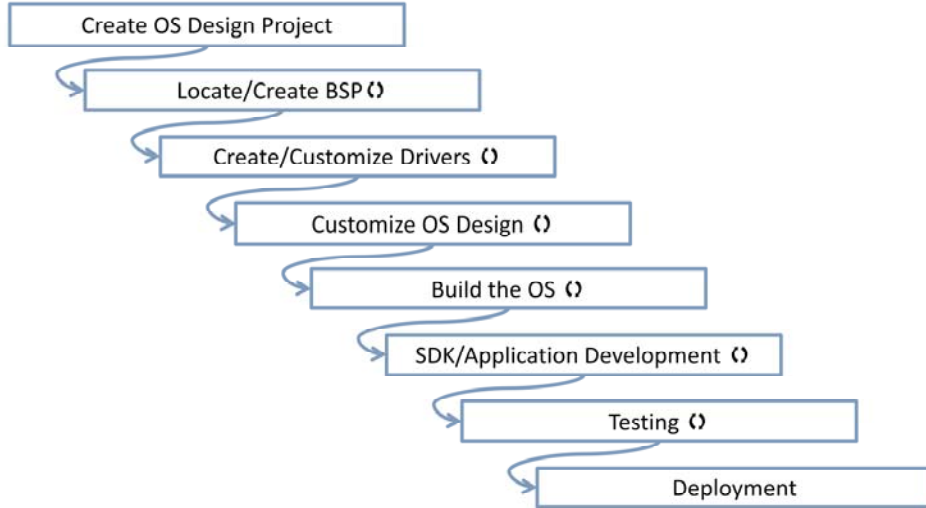 Create OS Design Project
Locate/Create BSP
Create/Customize Drivers
Customize OS Design
Build the OS
SDK/Application Development
Testing
Deployment